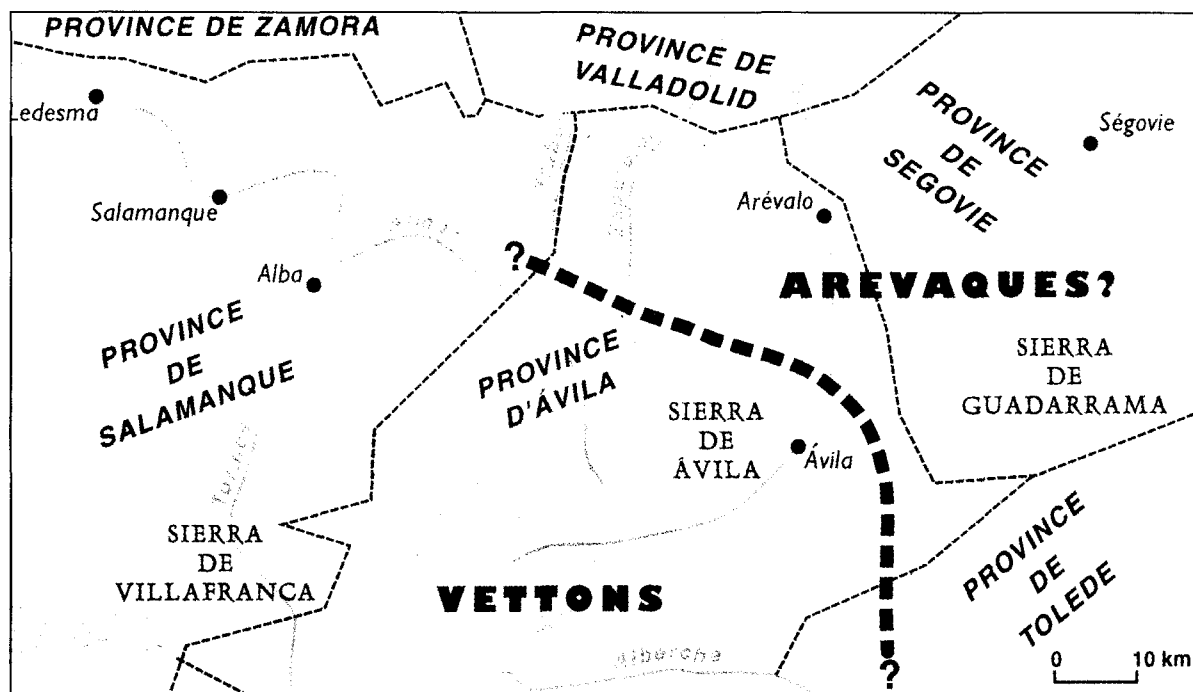 PROVINCE DE ZAMORA
PROVINCE DE
VALLADOLID
PROVINCE
DE
SEGOVIE
Ségovie
Ledesma
Salamanque
Arévalo
Alba
?
AREVAQUES?
PROVINCE
DE
SALAMANQUE
PROVINCE
D'ÁVILA
SIERRA
DE
GUADARRAMA
SIERRA
DE
ÁVILA
Ávila
SIERRA
DE
VILLAFRANCA
VETTONS
PROVINCE
DE
TOLEDE
Alberche
?
0 10 km